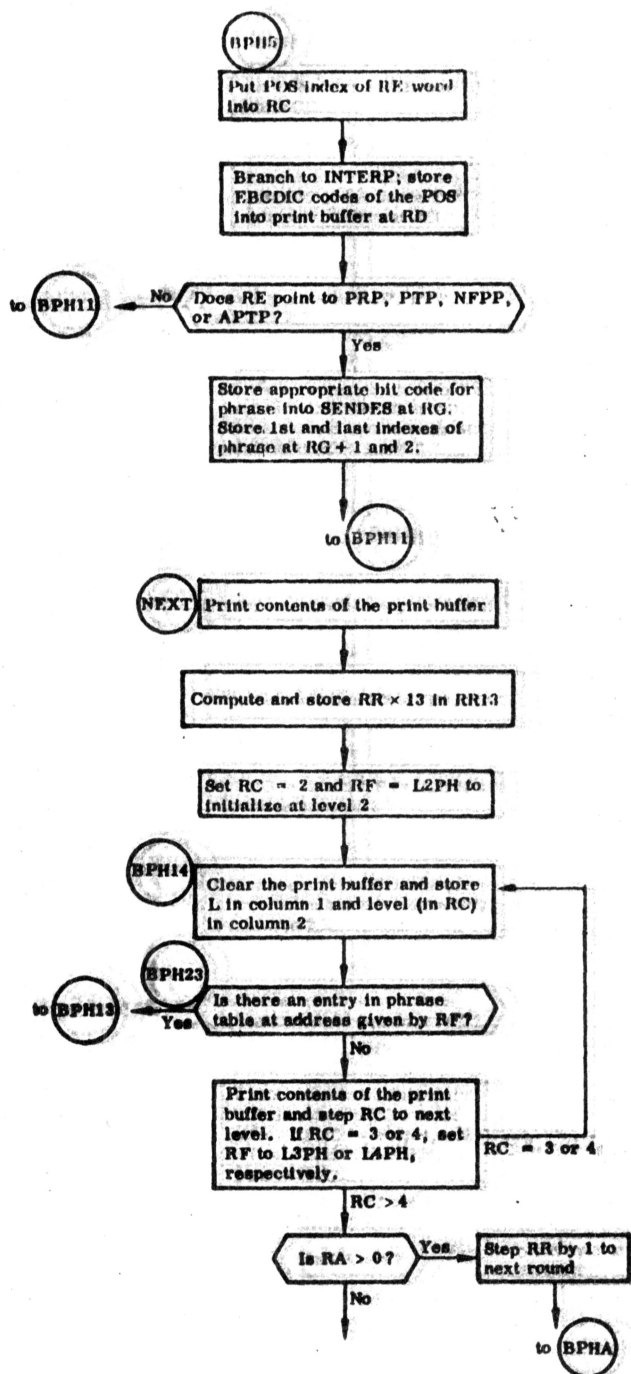 BPH5
Put POS index of RE word
into RC
Branch to INTERP; store
EBCDIC codes of the POS
into print buffer at RD
to BPH11
No
Does RE point to PRP, PTP, NFPP,
or APTP?
Yes
Store appropriate bit code for
phrase into SENDES at RG.
Store 1st and last indexes of
phrase at RG + 1 and 2.
to BPH11
NEXT
Print contents of the print buffer
Compute and store RR × 13 in RR13
Set RC = 2 and RF = L2PH to
initialize at level 2
BPH14
Clear the print buffer and store
L in column 1 and level (in RC)
in column 2
BPH23
to BPH13
Yes
Is there an entry in phrase
table at address given by RF?
No
Print contents of the print
buffer and step RC to next
level. If RC = 3 or 4, set
RF to L3PH or L4PH,
respectively.
RC = 3 or 4
RC > 4
Is RA > 0?
Yes
Step RR by 1 to
next round
No
to BPHA